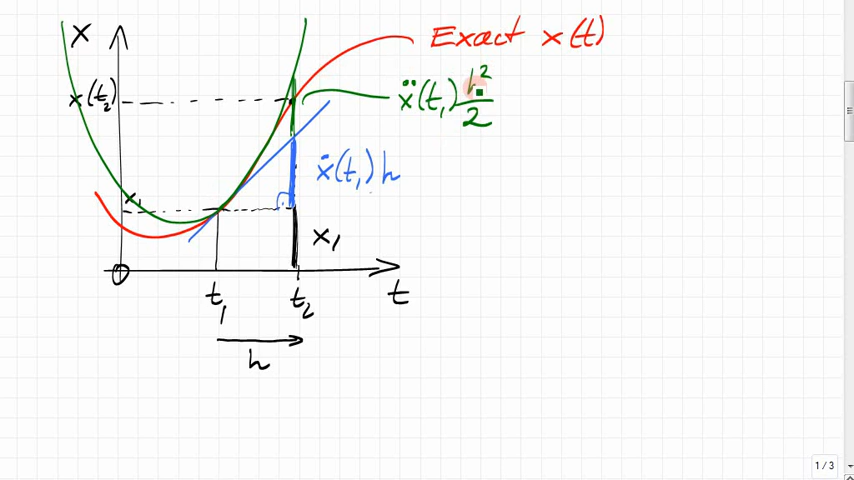 x
Exact x(t)
x(t₂)
ẍ(t₁) h²/2
ẋ(t₁) h
x₁
x₁
0
t₁
t₂
t
h
1 / 3